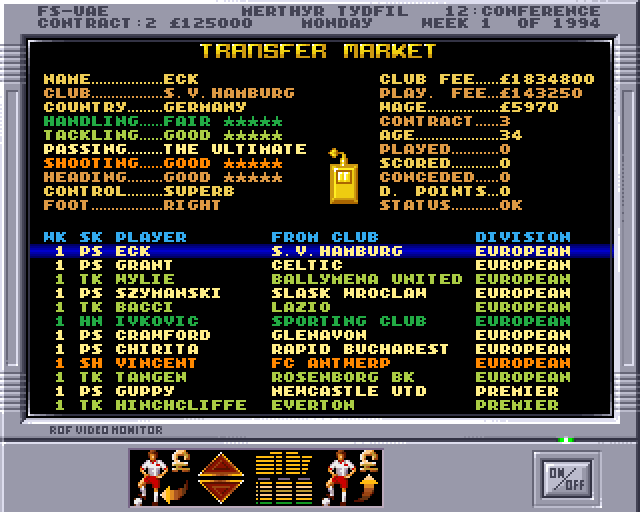 FS-UAE MERTHYR TYDFIL 12:CONFERENCE
CONTRACT:2 £125000 MONDAY WEEK 1 OF 1994
TRANSFER MARKET
NAME..........ECK CLUB FEE....£1834800
CLUB..........S.V.HAMBURG PLAY. FEE...£143250
COUNTRY.......GERMANY WAGE..........£5970
HANDLING....FAIR ★★★★★ CONTRACT.....3
TACKLING....GOOD ★★★★★ AGE............34
PASSING......THE ULTIMATE PLAYED........0
SHOOTING....GOOD ★★★★★ SCORED........0
HEADING......GOOD ★★★★★ CONCEDED....0
CONTROL......SUPERB D. POINTS...0
FOOT..........RIGHT STATUS........OK
WK SK PLAYER FROM CLUB DIVISION
1 PS ECK S.V.HAMBURG EUROPEAN
1 PS GRANT CELTIC EUROPEAN
1 TK WYLIE BALLYMENA UNITED EUROPEAN
1 PS SZYMANSKI SLASK WROCLAW EUROPEAN
1 TK BACCI LAZIO EUROPEAN
1 HN IVKOVIC SPORTING CLUB EUROPEAN
1 PS CRAWFORD GLENAVON EUROPEAN
1 PS CHIRITA RAPID BUCHAREST EUROPEAN
1 SH VINCENT FC ANTWERP EUROPEAN
1 TK TANGEN ROSENBORG BK EUROPEAN
1 PS GUPPY NEWCASTLE UTD PREMIER
1 TK HINCHCLIFFE EVERTON PREMIER
ROF VIDEO MONITOR
£ £
ON/OFF